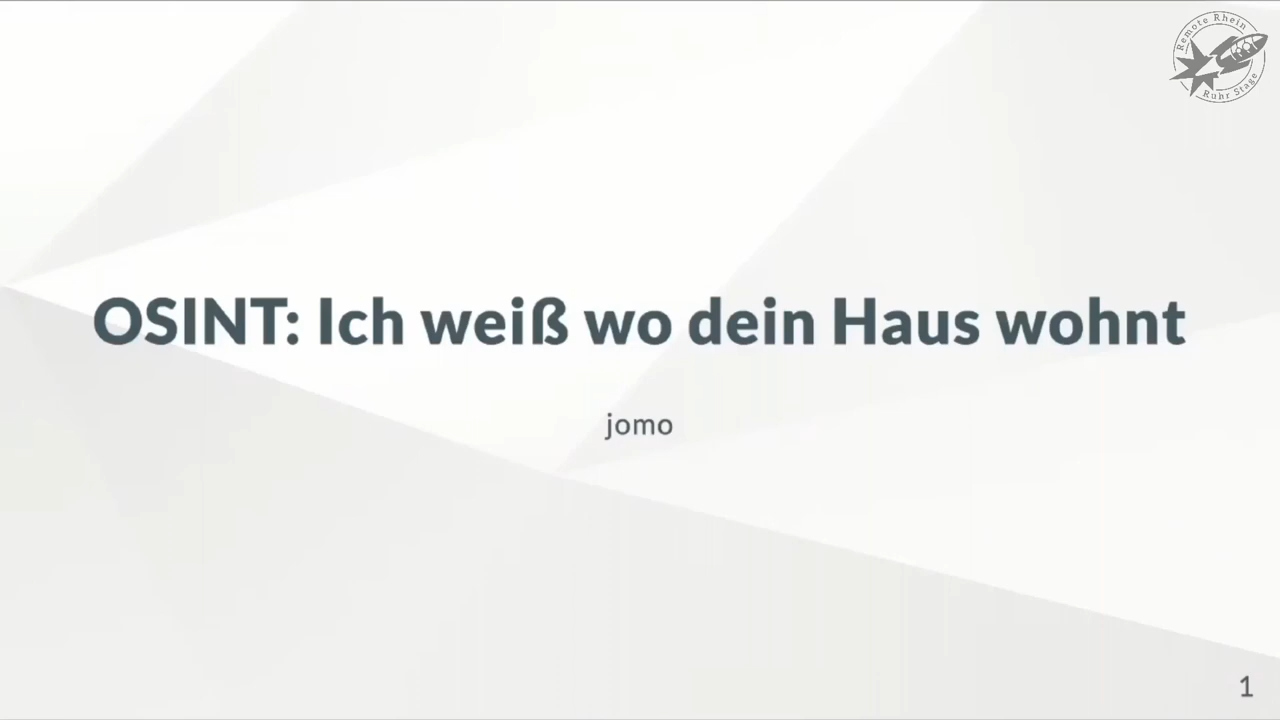 Remote Rhein
Ruhr Stage
OSINT: Ich weiß wo dein Haus wohnt
jomo
1